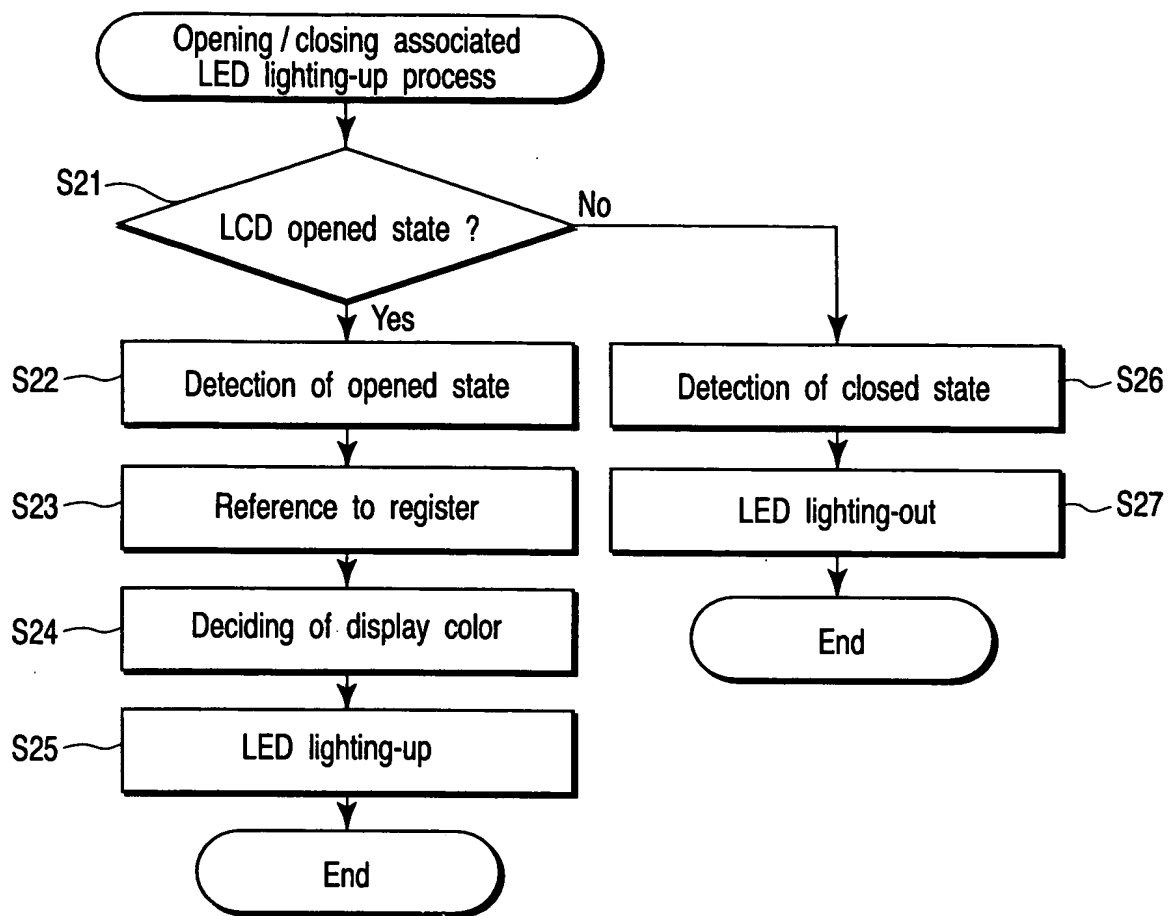 Opening / closing associated
LED lighting-up process
S21
LCD opened state ?
No
Yes
S22
Detection of opened state
Detection of closed state
S26
S23
Reference to register
LED lighting-out
S27
S24
Deciding of display color
End
S25
LED lighting-up
End